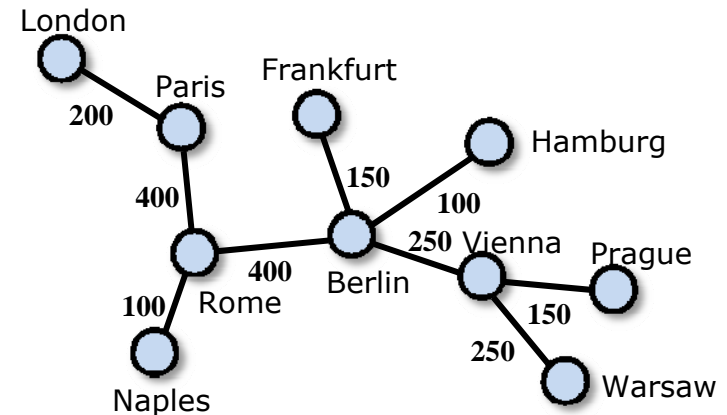 London
Frankfurt
Paris
200
Hamburg
150
400
100
250
Vienna
Prague
400
Berlin
Rome
100
150
250
Warsaw
Naples